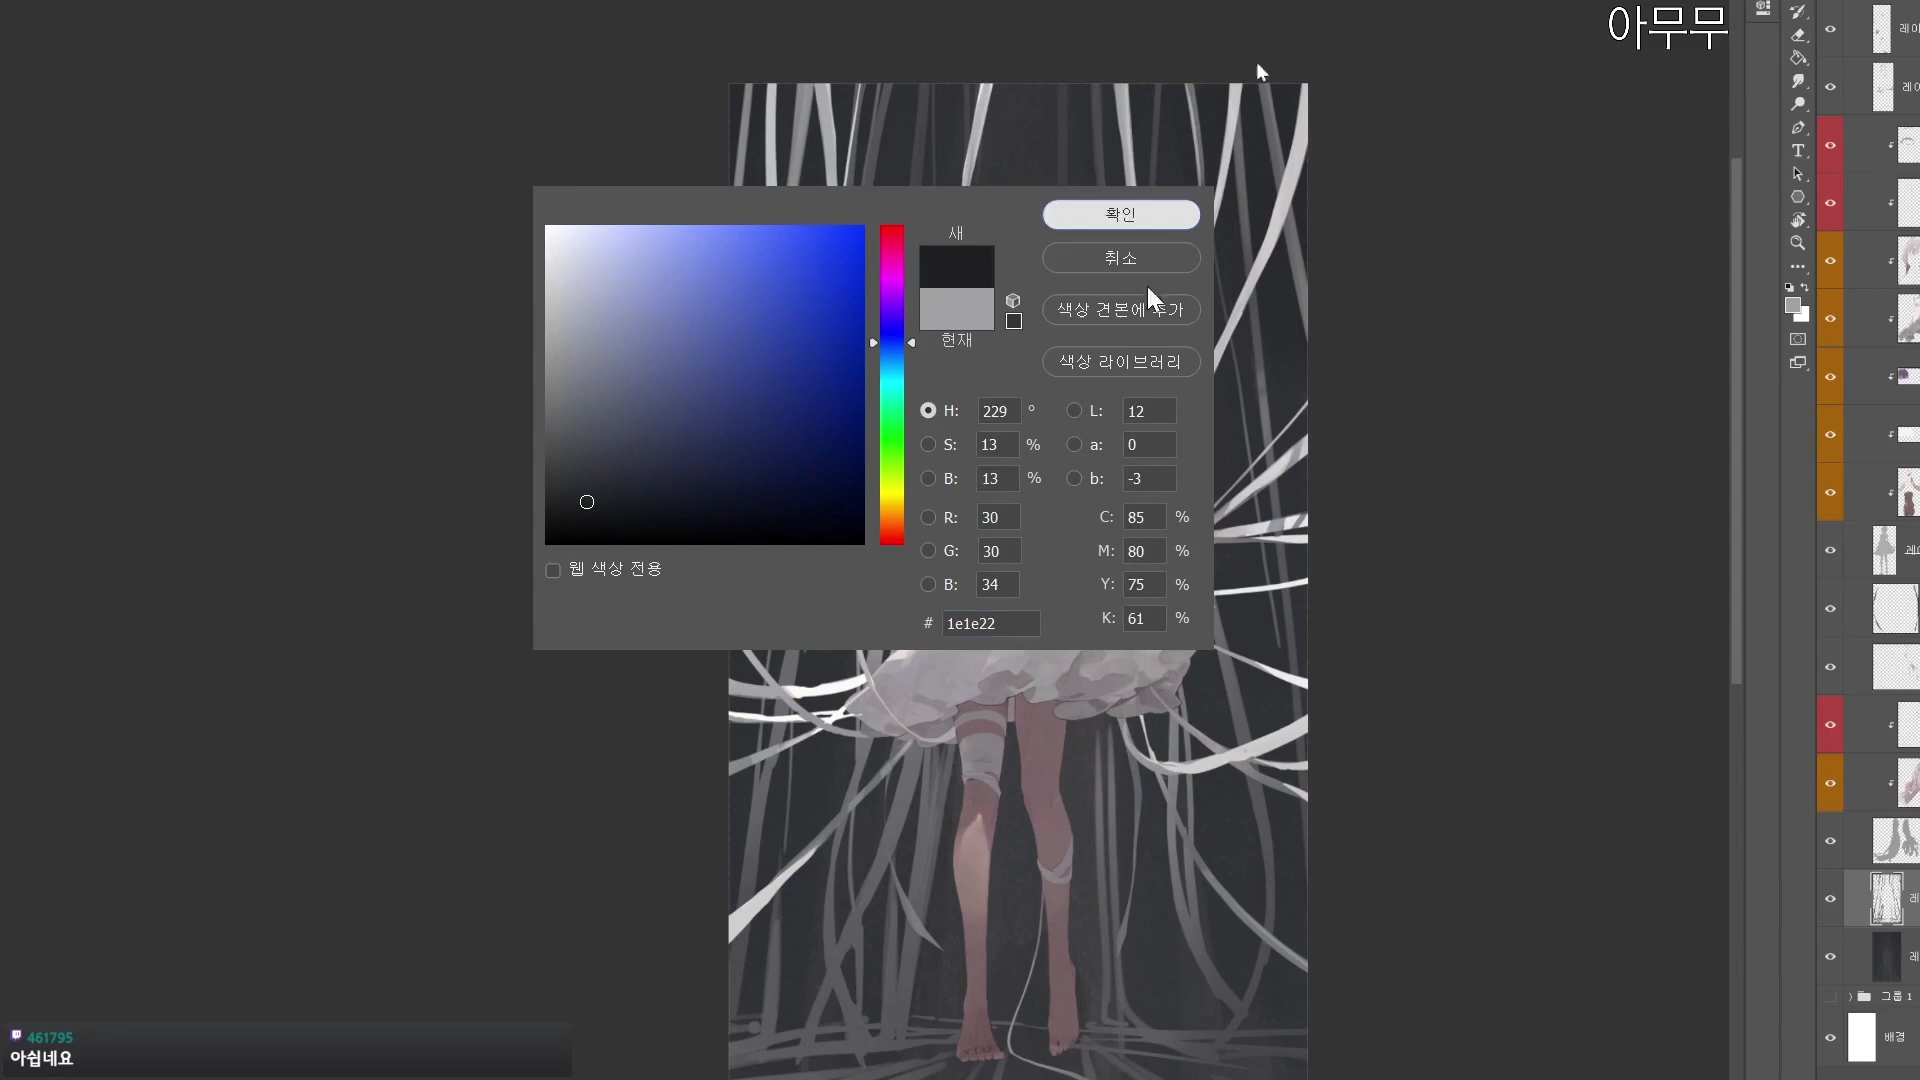 아무무
확인
새
취소
색상 견본에 추가
현재
색상 라이브러리
H: 229 ° L: 12
S: 13 % a: 0
B: 13 % b: -3
R: 30 C: 85 %
G: 30 M: 80 %
B: 34 Y: 75 %
# 1e1e22 K: 61 %
웹 색상 전용
그룹 1
배경
461795
아쉽네요